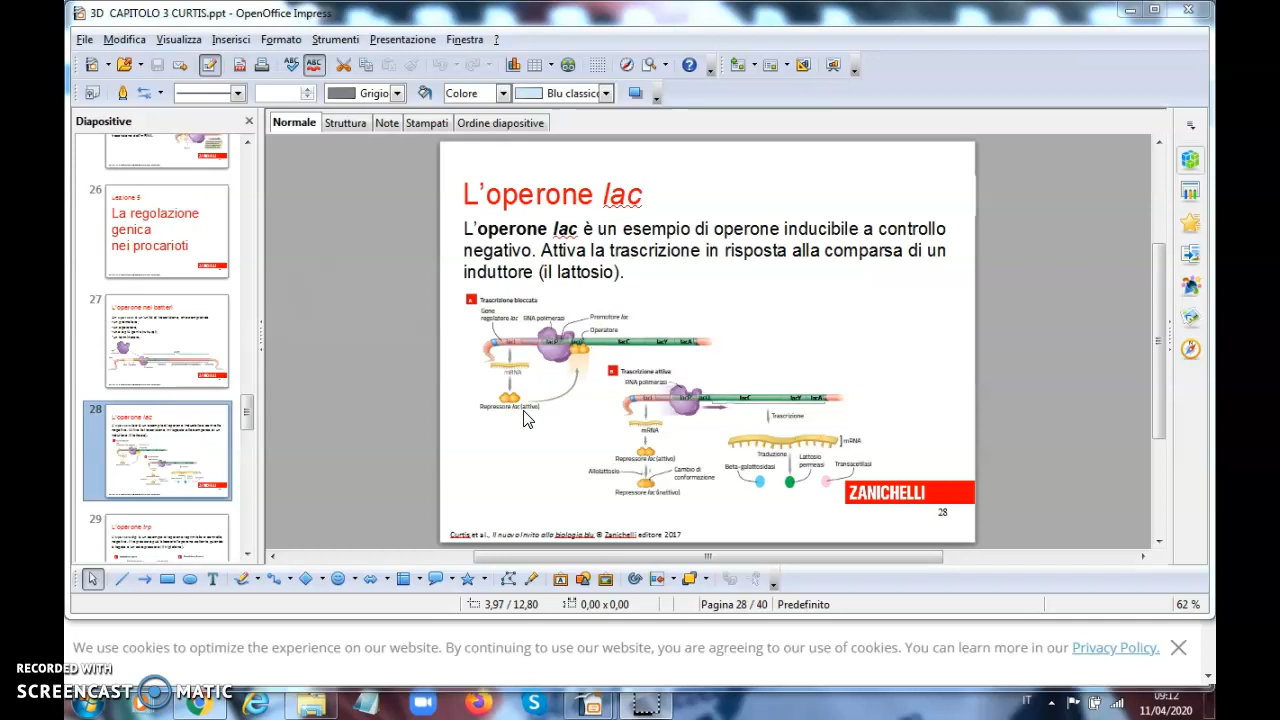 3D CAPITOLO 3 CURTIS.ppt - OpenOffice Impress
File Modifica Visualizza Inserisci Formato Strumenti Presentazione Finestra ?
Grigio
Colore
Blu classico
Diapositive
Normale Struttura Note Stampati Ordine diapositive
26
Lezione 5
La regolazione
genica
nei procarioti
27
L'operone nei batteri
28
L'operone lac
29
L'operone trp
L'operone lac
L'operone lac è un esempio di operone inducibile a controllo
negativo. Attiva la trascrizione in risposta alla comparsa di un
induttore (il lattosio).
A Trascrizione bloccata
Gene
regolatore lac
RNA polimerasi
Promotore lac
Operatore
lacI
lacZ lacY lacA
mRNA
Repressore lac (attivo)
B Trascrizione attiva
RNA polimerasi
Trascrizione
mRNA
mRNA
Repressore lac (attivo)
Allolattosio
Cambio di
conformazione
Repressore lac (inattivo)
Traduzione
Beta-galattosidasi
Lattosio
permeasi
Transacetilasi
ZANICHELLI
28
Curtis et al., Il nuovo Invito alla biologia blu © Zanichelli editore 2017
3,97 / 12,80
0,00 x 0,00
Pagina 28 / 40
Predefinito
62 %
We use cookies to optimize the experience on our website. By continuing to use our website, you are agreeing to our use of cookies. You can learn more in our Privacy Policy.
RECORDED WITH
SCREENCAST MATIC
IT
09:12
11/04/2020